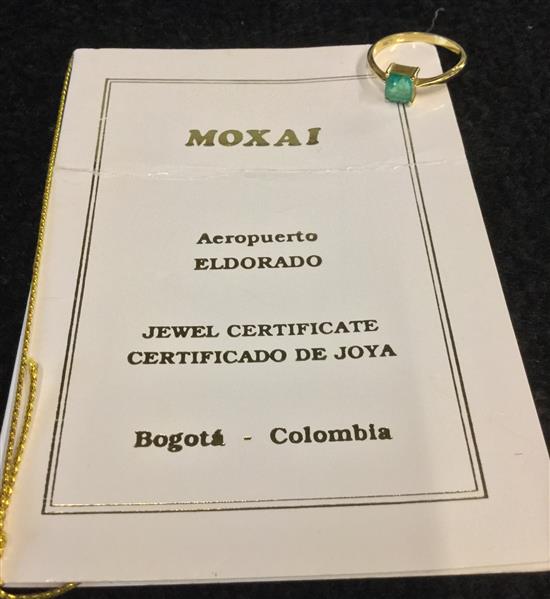 MOXAI
Aeropuerto
ELDORADO
JEWEL CERTIFICATE
CERTIFICADO DE JOYA
Bogotá - Colombia